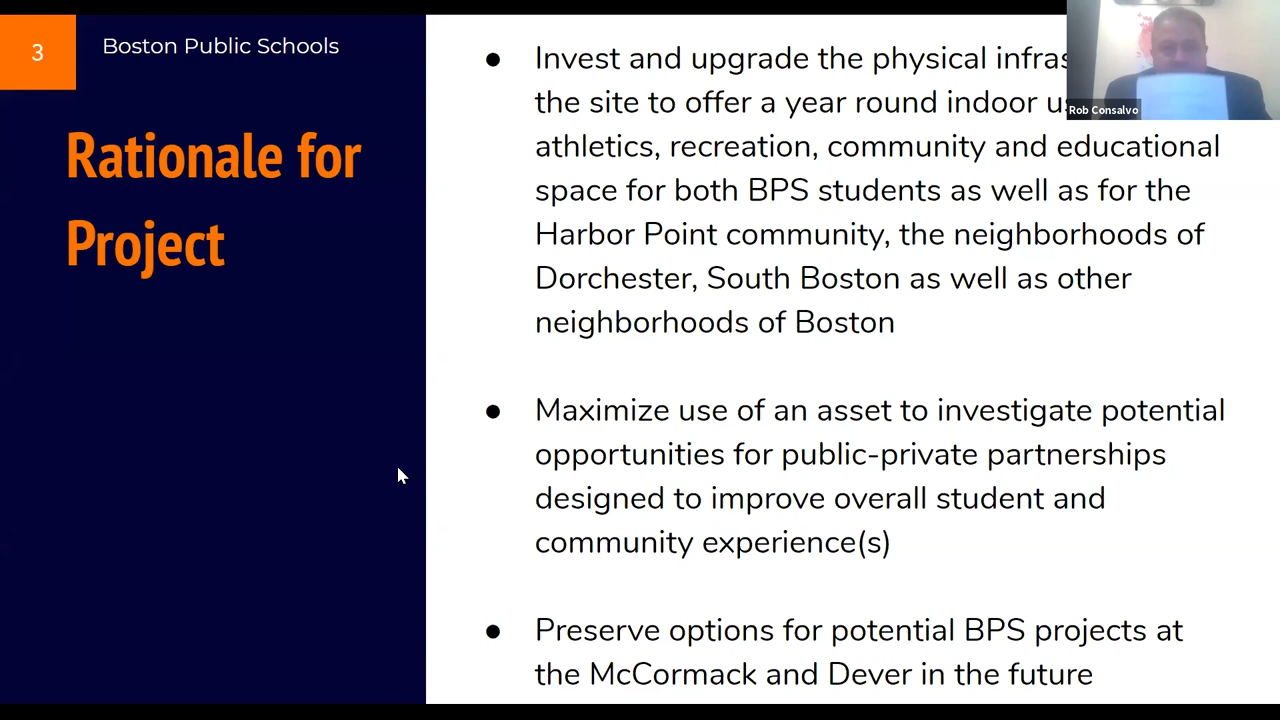 3
Boston Public Schools
Rationale for
Project
● Invest and upgrade the physical
the site to offer a year round indoor
athletics, recreation, community and educational
space for both BPS students as well as for the
Harbor Point community, the neighborhoods of
Dorchester, South Boston as well as other
neighborhoods of Boston
● Maximize use of an asset to investigate potential
opportunities for public-private partnerships
designed to improve overall student and
community experience(s)
● Preserve options for potential BPS projects at
the McCormack and Dever in the future
Rob Consalvo